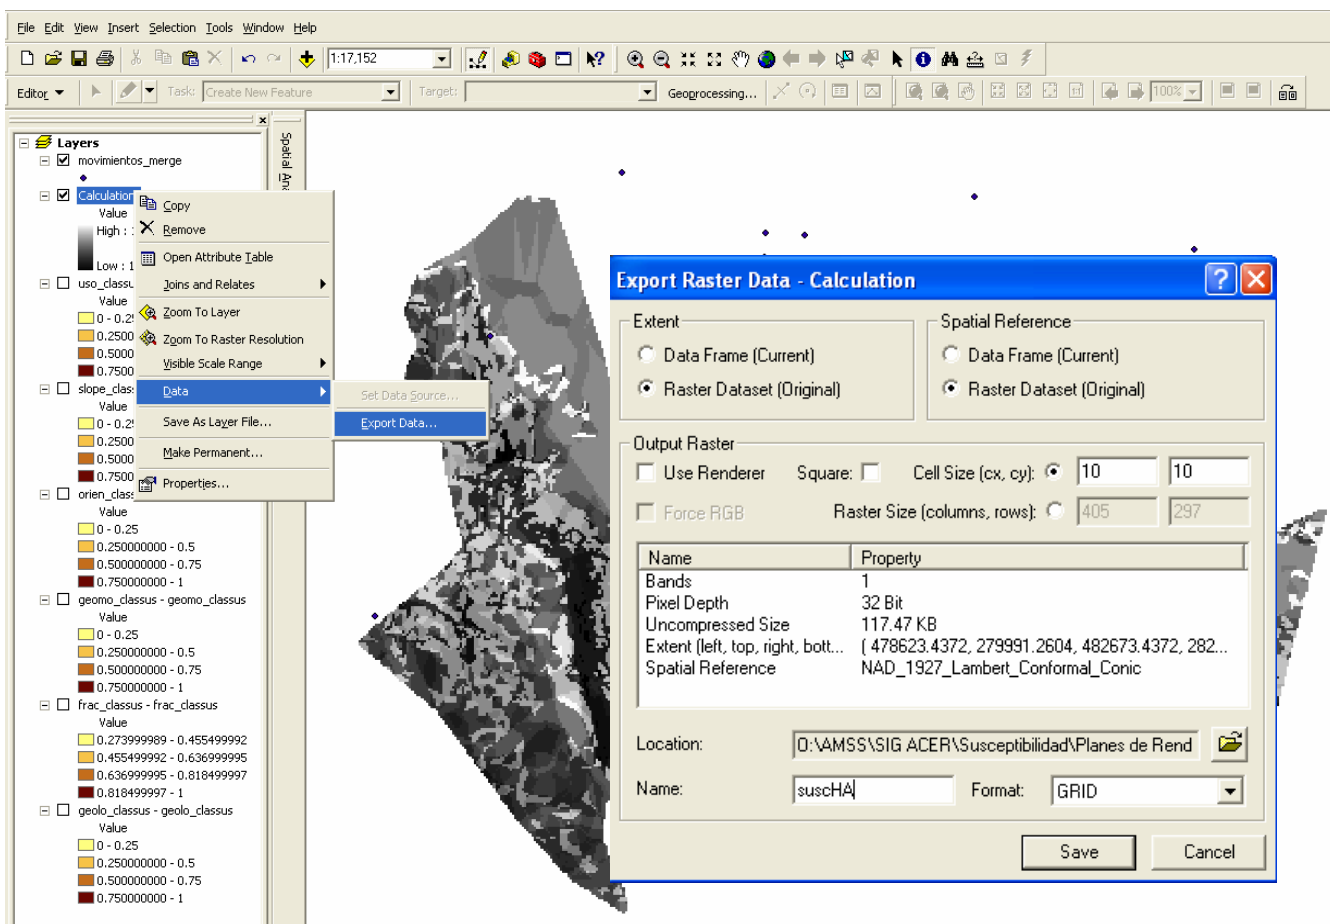 File Edit View Insert Selection Tools Window Help
1:17,152
Editor Task: Create New Feature Target: Geoprocessing... 100%
Layers
movimientos_merge
Calculation
Value
High :
Low : 1
uso_classu
Value
0 - 0.25
0.2500
0.5000
0.7500
slope_clas
Value
0 - 0.25
0.2500
0.5000
0.7500
orien_class
Value
0 - 0.25
0.250000000 - 0.5
0.500000000 - 0.75
0.750000000 - 1
geomo_classus - geomo_classus
Value
0 - 0.25
0.250000000 - 0.5
0.500000000 - 0.75
0.750000000 - 1
frac_classus - frac_classus
Value
0.273999989 - 0.455499992
0.455499992 - 0.636999995
0.636999995 - 0.818499997
0.818499997 - 1
geolo_classus - geolo_classus
Value
0 - 0.25
0.250000000 - 0.5
0.500000000 - 0.75
0.750000000 - 1
Spatial
Copy
Remove
Open Attribute Table
Joins and Relates
Zoom To Layer
Zoom To Raster Resolution
Visible Scale Range
Data
Save As Layer File...
Make Permanent...
Properties...
Set Data Source...
Export Data...
Export Raster Data - Calculation
Extent
Data Frame (Current)
Raster Dataset (Original)
Spatial Reference
Data Frame (Current)
Raster Dataset (Original)
Output Raster
Use Renderer Square: Cell Size (cx, cy): 10 10
Force RGB Raster Size (columns, rows): 405 297
Name Property
Bands 1
Pixel Depth 32 Bit
Uncompressed Size 117.47 KB
Extent (left, top, right, bott... ( 478623.4372, 279991.2604, 482673.4372, 282...
Spatial Reference NAD_1927_Lambert_Conformal_Conic
Location: O:\AMSS\SIG ACER\Susceptibilidad\Planes de Rend
Name: suscHA Format: GRID
Save Cancel